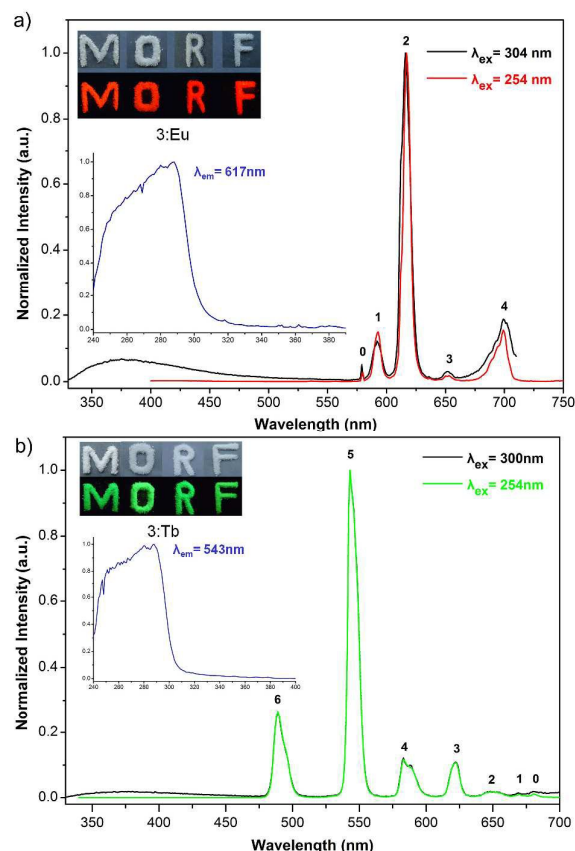 a)
M O R F
M O R F
3:Eu
λex= 304 nm
λex= 254 nm
λem= 617nm
1.0
0.8
0.6
0.4
0.2
0.0
240 260 280 300 320 340 360 380
0 1 2 3 4
Normalized Intensity (a.u.)
1.0
0.8
0.6
0.4
0.2
0.0
350 400 450 500 550 600 650 700 750
Wavelength (nm)
b)
M O R F
M O R F
3:Tb
λex= 300nm
λex= 254nm
λem= 543nm
1.0
0.8
0.6
0.4
0.2
0.0
240 260 280 300 320 340 360 380 400
6 5 4 3 2 1 0
Normalized Intensity (a.u.)
1.0
0.8
0.6
0.4
0.2
0.0
350 400 450 500 550 600 650 700
Wavelength (nm)